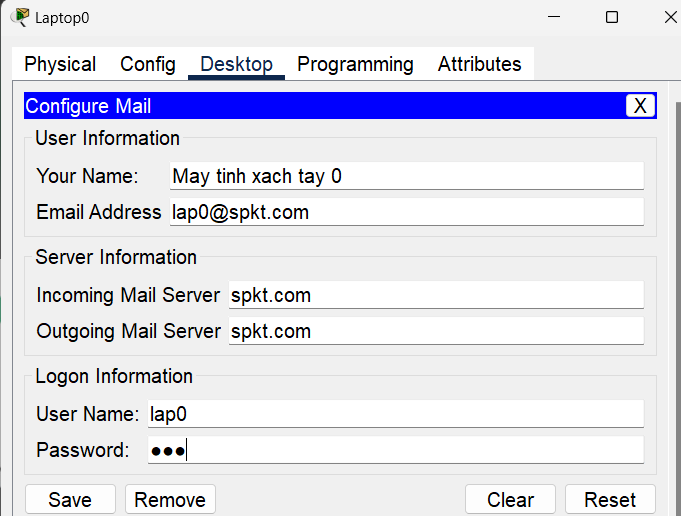 Laptop0
Physical Config Desktop Programming Attributes
Configure Mail X
User Information
Your Name: May tinh xach tay 0
Email Address lap0@spkt.com
Server Information
Incoming Mail Server spkt.com
Outgoing Mail Server spkt.com
Logon Information
User Name: lap0
Password: ●●●
Save Remove Clear Reset